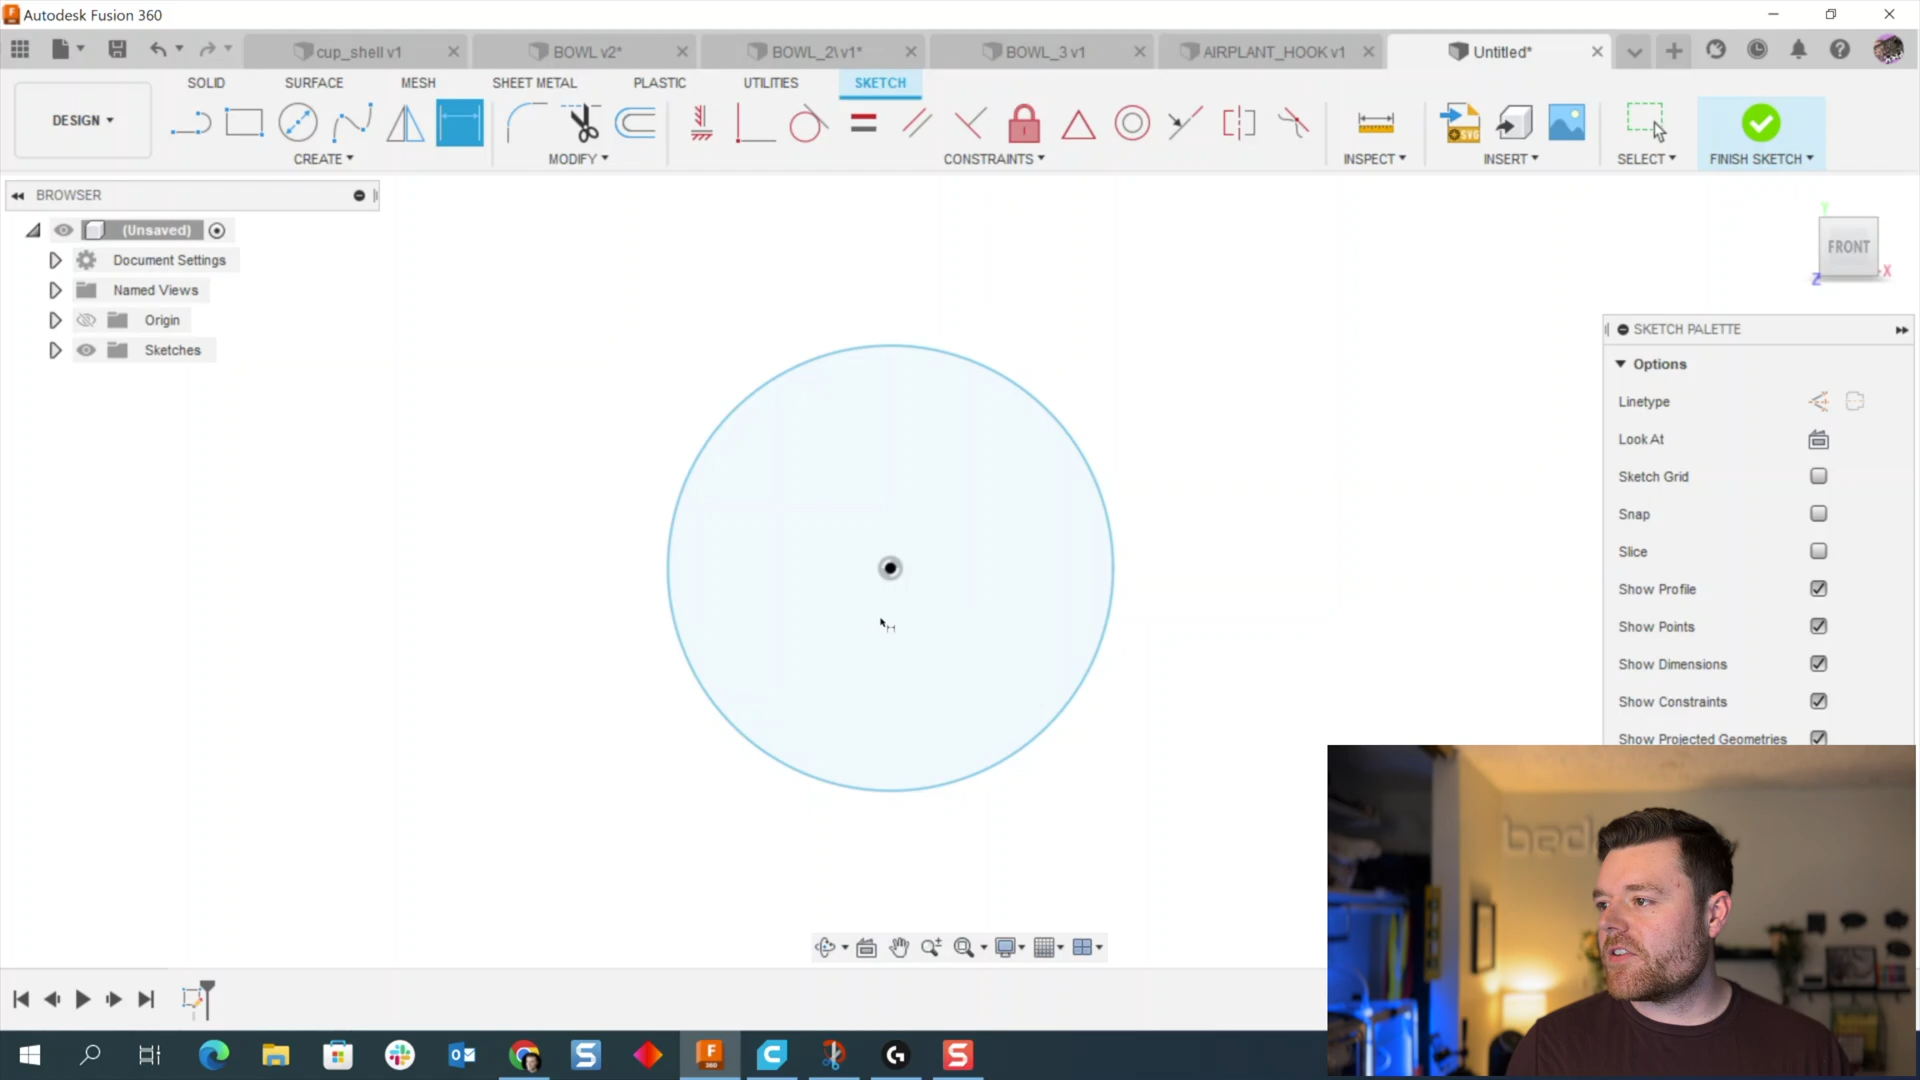 Autodesk Fusion 360
cup_shell v1
BOWL v2*
BOWL_2\v1*
BOWL_3 v1
AIRPLANT_HOOK v1
Untitled*
SOLID
SURFACE
MESH
SHEET METAL
PLASTIC
UTILITIES
SKETCH
DESIGN
SVG
CREATE
MODIFY
CONSTRAINTS
INSPECT
INSERT
SELECT
FINISH SKETCH
BROWSER
(Unsaved)
Document Settings
Named Views
Origin
Sketches
Y
FRONT
X
Z
SKETCH PALETTE
Options
Linetype
Look At
Sketch Grid
Snap
Slice
Show Profile
Show Points
Show Dimensions
Show Constraints
Show Projected Geometries